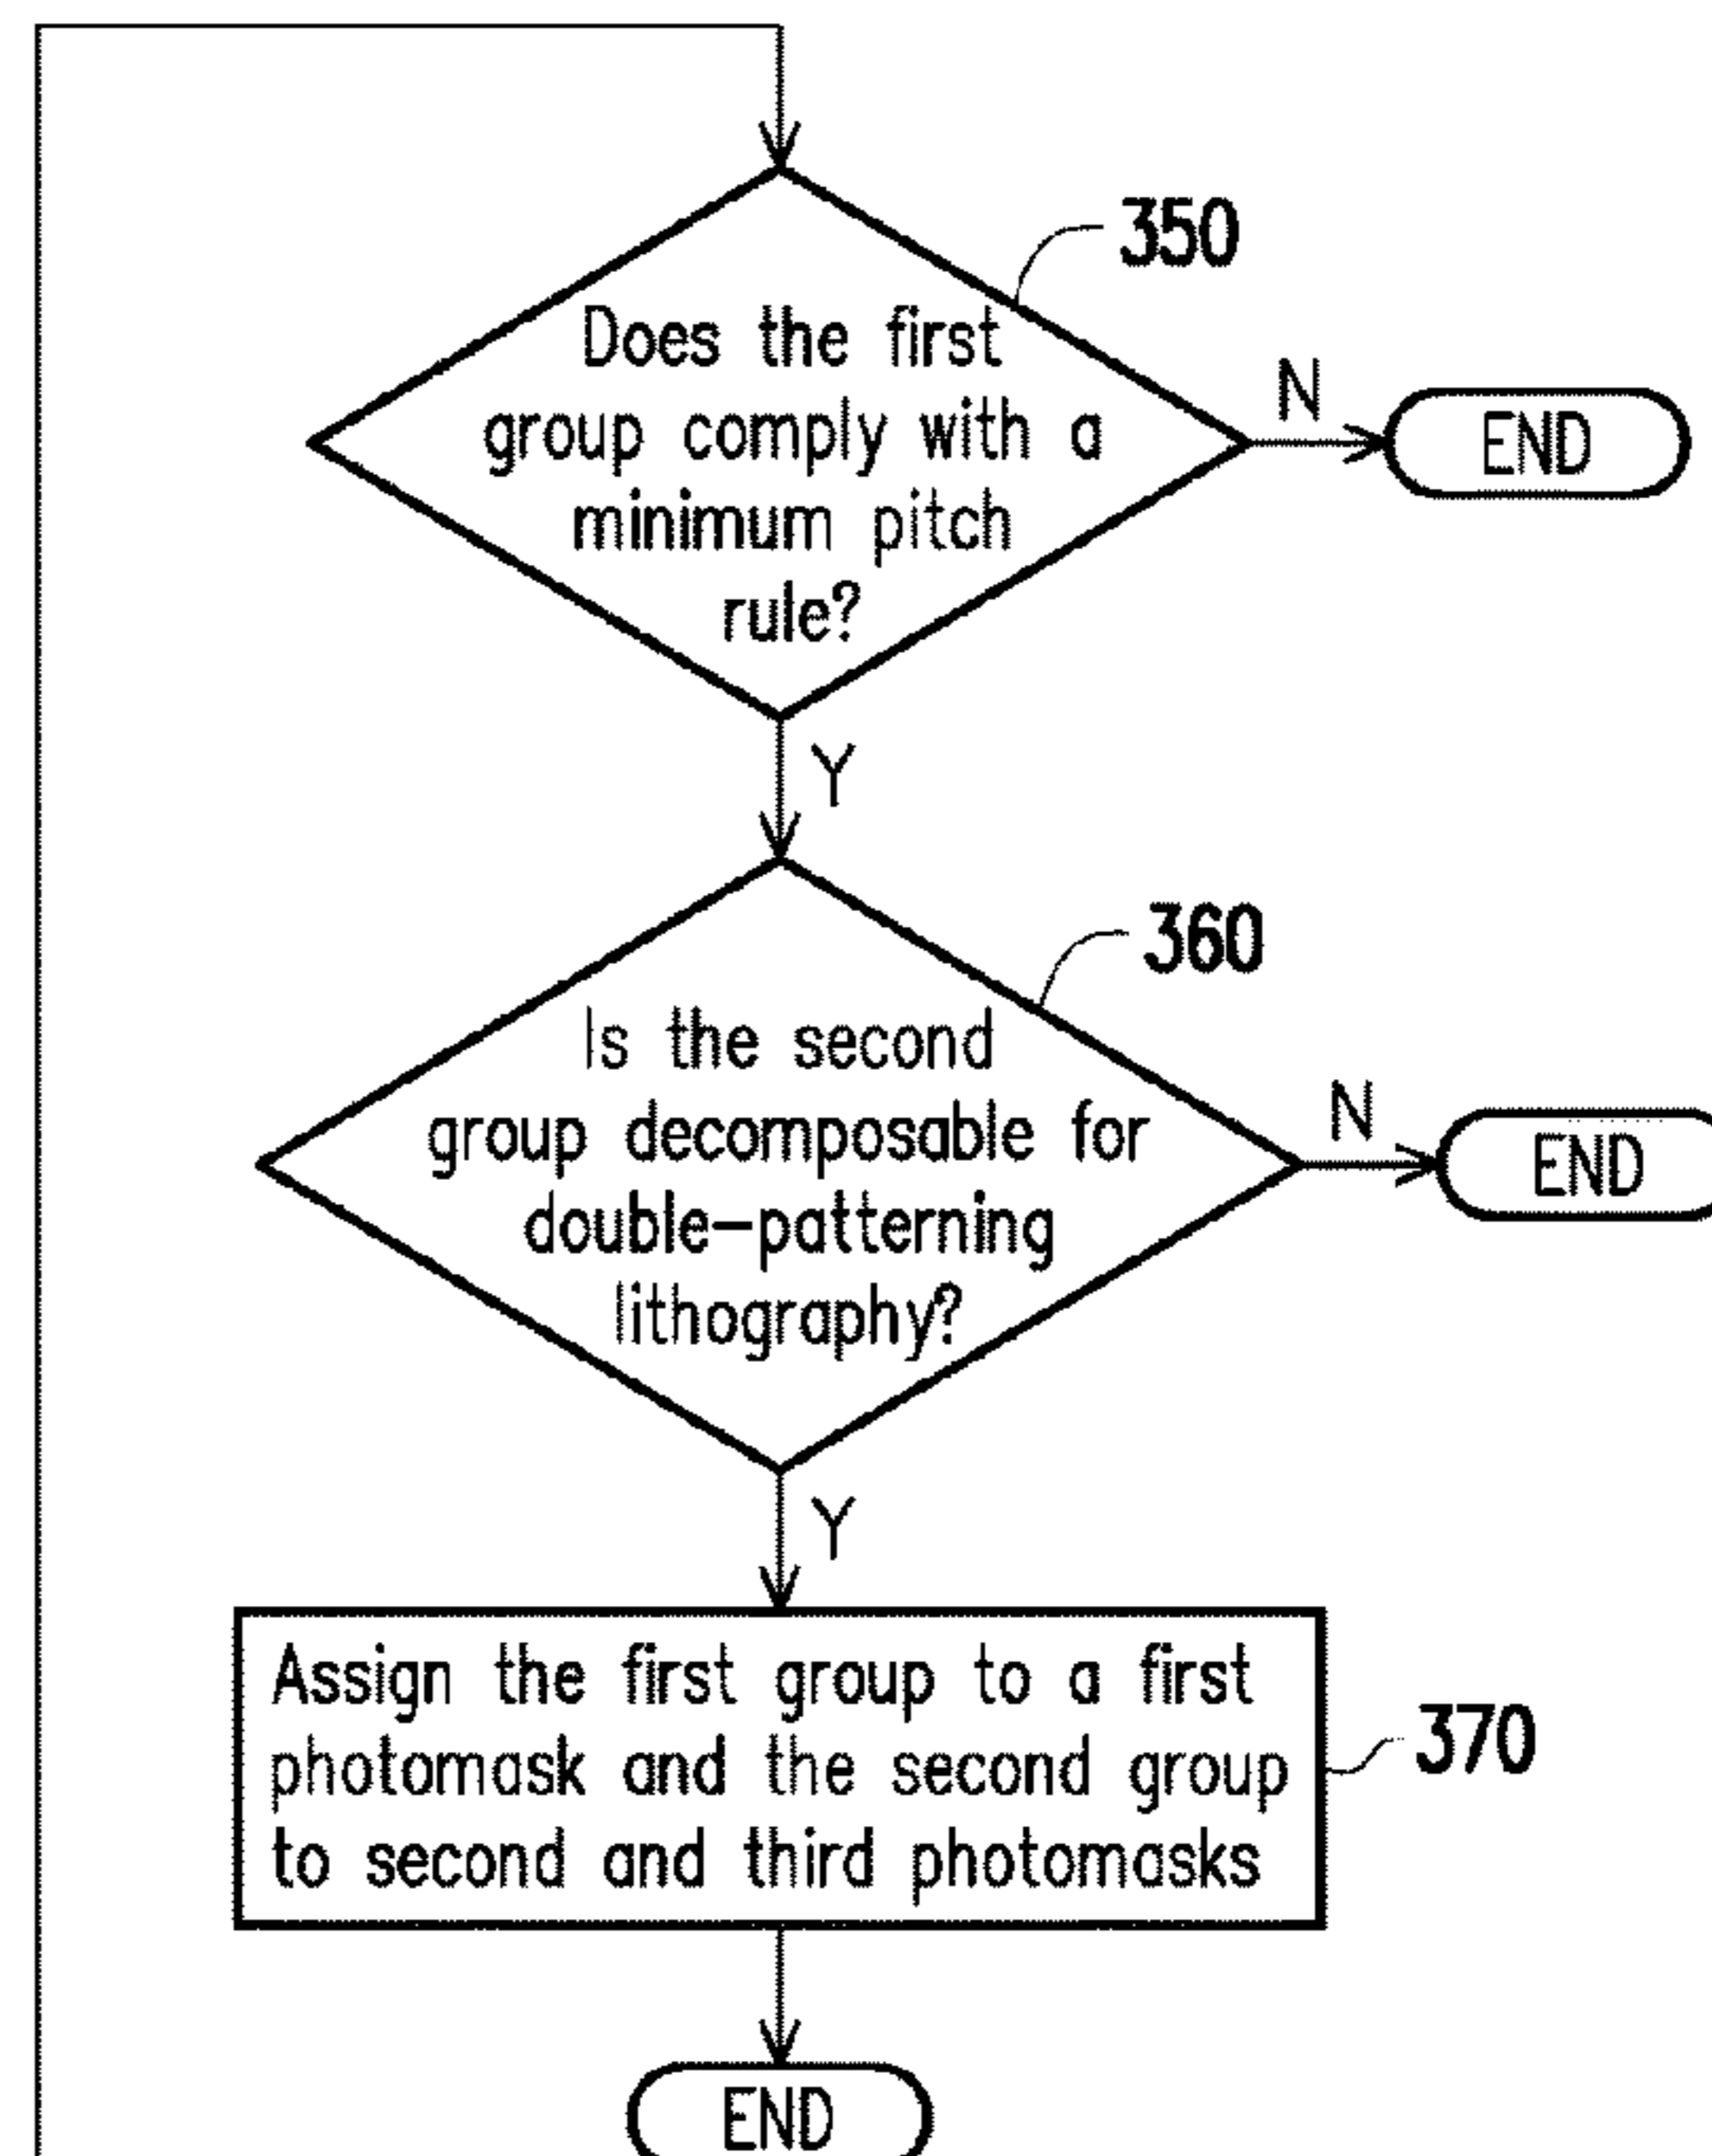 350
Does the first
group comply with a
minimum pitch
rule?
N
END
Y
360
Is the second
group decomposable for
double-patterning
lithography?
N
END
Y
Assign the first group to a first
photomask and the second group
to second and third photomasks
370
END